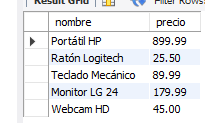 Result Grid Filter Rows:
nombre precio
Portátil HP 899.99
Ratón Logitech 25.50
Teclado Mecánico 89.99
Monitor LG 24 179.99
Webcam HD 45.00